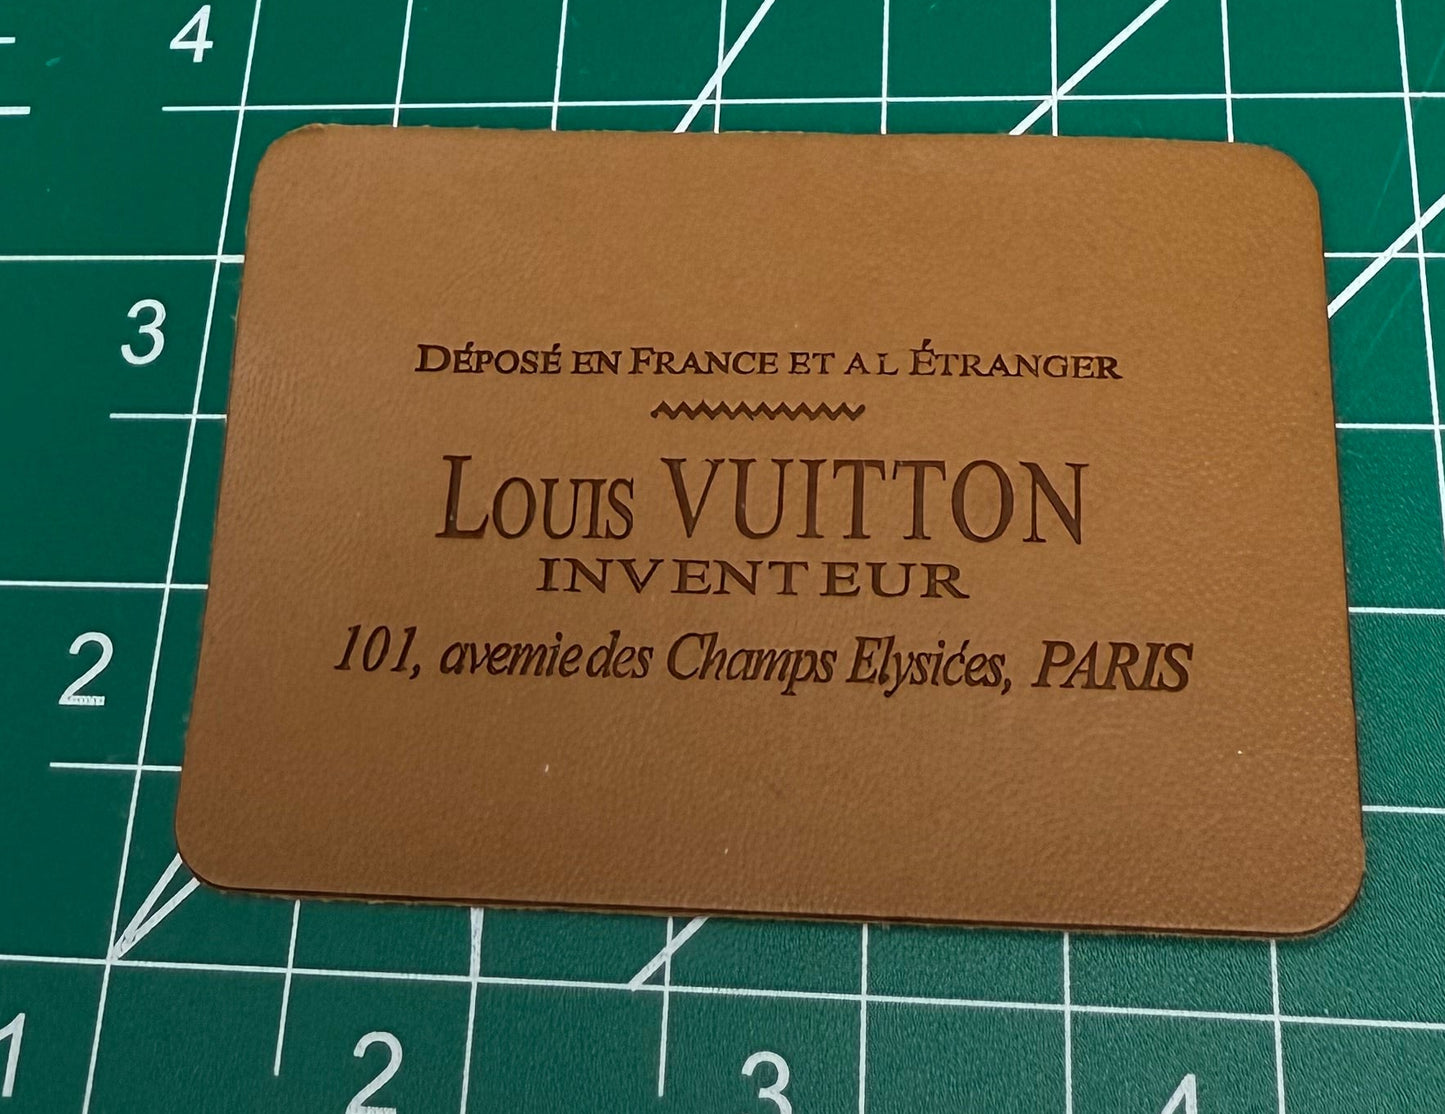 4
3
DÉPOSÉ EN FRANCE ET A L ÉTRANGER
LOUIS VUITTON
INVENTEUR
101, avemie des Champs Elysićes, PARIS
2
1
2
3
4